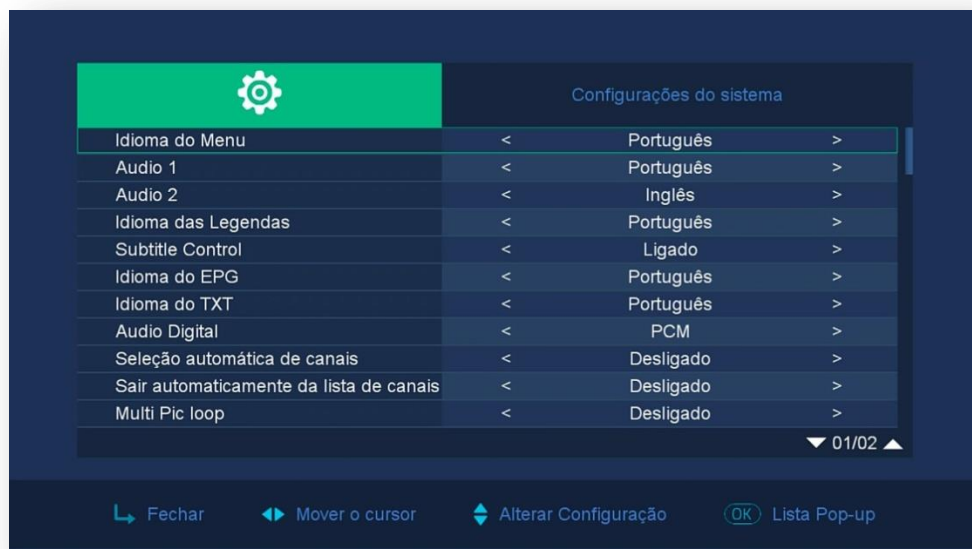 Configurações do sistema
Idioma do Menu < Português >
Audio 1 < Português >
Audio 2 < Inglês >
Idioma das Legendas < Português >
Subtitle Control < Ligado >
Idioma do EPG < Português >
Idioma do TXT < Português >
Audio Digital < PCM >
Seleção automática de canais < Desligado >
Sair automaticamente da lista de canais < Desligado >
Multi Pic loop < Desligado >
01/02
Fechar Mover o cursor Alterar Configuração OK Lista Pop-up